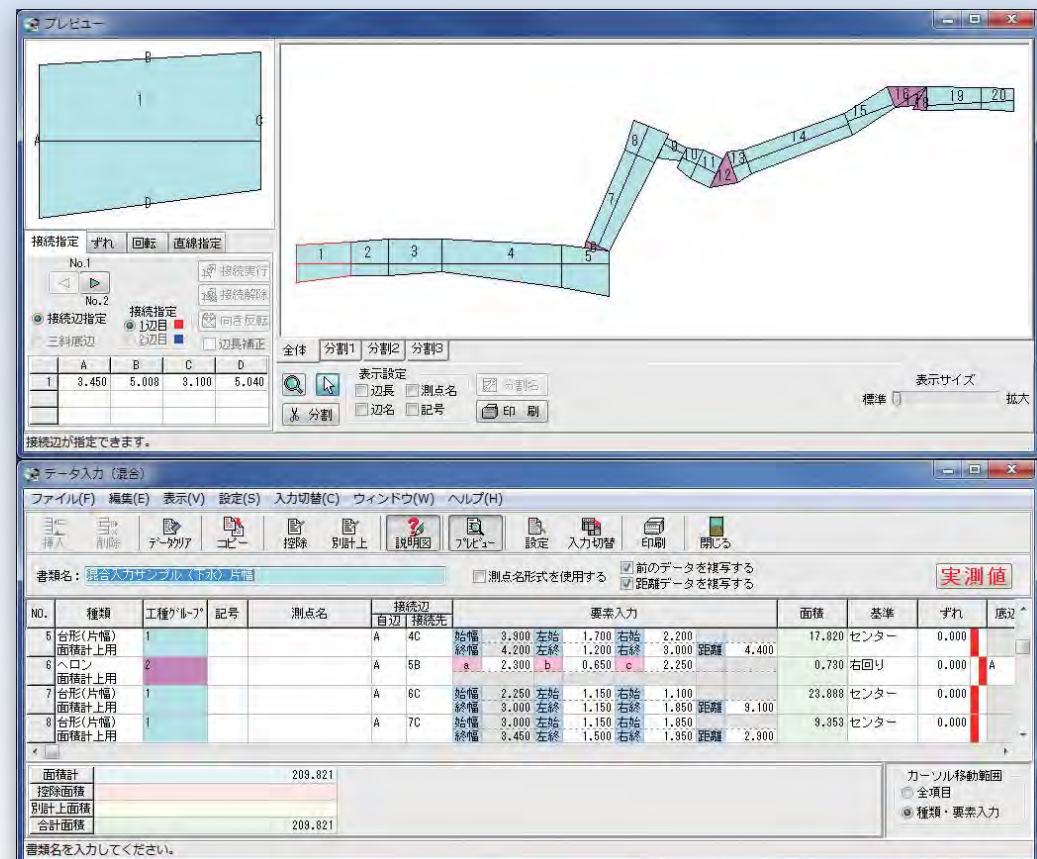 プレビュー
B
1
A
C
D
接続指定 ずれ 回転 直線指定
No.1
No.2
接続実行
接続解除
向き反転
辺長補正
接続辺指定
三斜底辺
接続指定
1辺目
2辺目
A B C D
1 3.450 5.008 3.100 5.040
1 2 3 4 5 6 7 8 9 10 11 12 13 14 15 16 17 18 19 20
全体 分割1 分割2 分割3
表示設定
辺長 測点名
辺名 記号
分割
分割名
印 刷
表示サイズ
標準 拡大
接続辺が指定できます。
データ入力（混合）
ファイル(F) 編集(E) 表示(V) 設定(S) 入力切替(C) ウィンドウ(W) ヘルプ(H)
挿入 削除 データクリア コピー 控除 別計上 説明図 プレビュー 設定 入力切替 印刷 閉じる
書類名： 混合入力サンプル（下水）片幅
測点名形式を使用する
前のデータを複写する
距離データを複写する
実測値
NO. 種類 工種グループ 記号 測点名 接続辺 自辺 接続先 要素入力 面積 基準 ずれ 底辺
5 台形(片幅) 1 A 4C 始幅 3.900 左始 1.700 右始 2.200 17.820 センター 0.000
面積計上用 終幅 4.200 左終 1.200 右終 3.000 距離 4.400
6 ヘロン 2 A 5B a 2.300 b 0.650 c 2.250 0.730 右回り 0.000 A
面積計上用
7 台形(片幅) 1 A 6C 始幅 2.250 左始 1.150 右始 1.100 23.888 センター 0.000
面積計上用 終幅 3.000 左終 1.150 右終 1.850 距離 9.100
8 台形(片幅) 1 A 7C 始幅 3.000 左始 1.150 右始 1.850 9.353 センター 0.000
面積計上用 終幅 3.450 左終 1.500 右終 1.950 距離 2.900
面積計 209.821
控除面積
別計上面積
合計面積 209.821
カーソル移動範囲
全項目
種類・要素入力
書類名を入力してください。